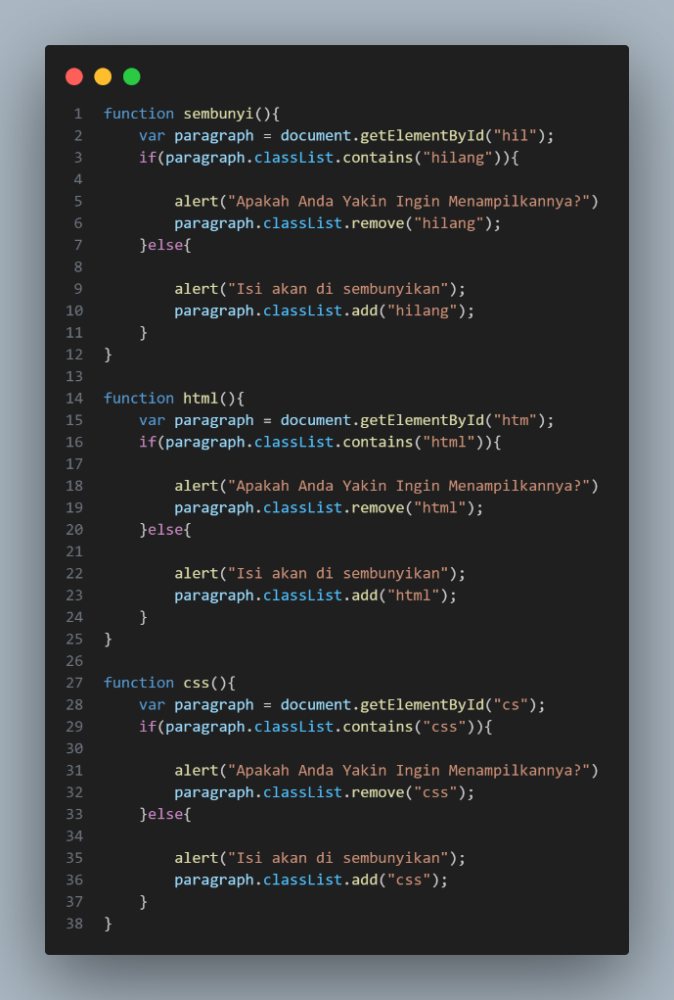 1 function sembunyi(){
2 var paragraph = document.getElementById("hil");
3 if(paragraph.classList.contains("hilang")){
4
5 alert("Apakah Anda Yakin Ingin Menampilkannya?")
6 paragraph.classList.remove("hilang");
7 }else{
8
9 alert("Isi akan di sembunyikan");
10 paragraph.classList.add("hilang");
11 }
12 }
13
14 function html(){
15 var paragraph = document.getElementById("htm");
16 if(paragraph.classList.contains("html")){
17
18 alert("Apakah Anda Yakin Ingin Menampilkannya?")
19 paragraph.classList.remove("html");
20 }else{
21
22 alert("Isi akan di sembunyikan");
23 paragraph.classList.add("html");
24 }
25 }
26
27 function css(){
28 var paragraph = document.getElementById("cs");
29 if(paragraph.classList.contains("css")){
30
31 alert("Apakah Anda Yakin Ingin Menampilkannya?")
32 paragraph.classList.remove("css");
33 }else{
34
35 alert("Isi akan di sembunyikan");
36 paragraph.classList.add("css");
37 }
38 }